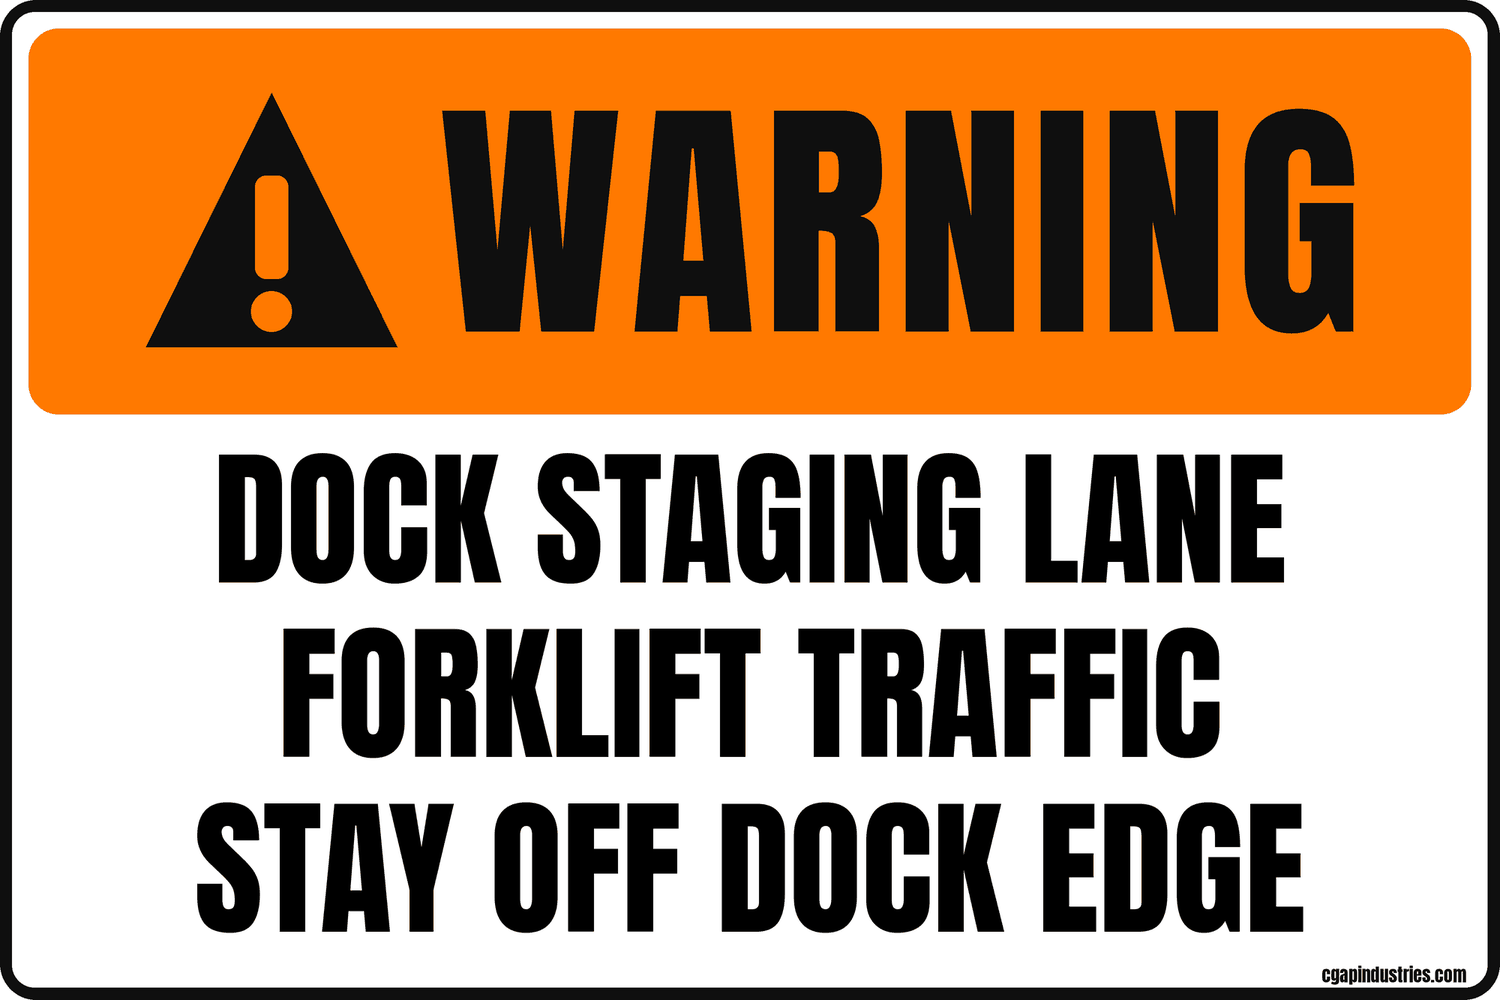 WARNING
DOCK STAGING LANE
FORKLIFT TRAFFIC
STAY OFF DOCK EDGE
cgapindustries.com